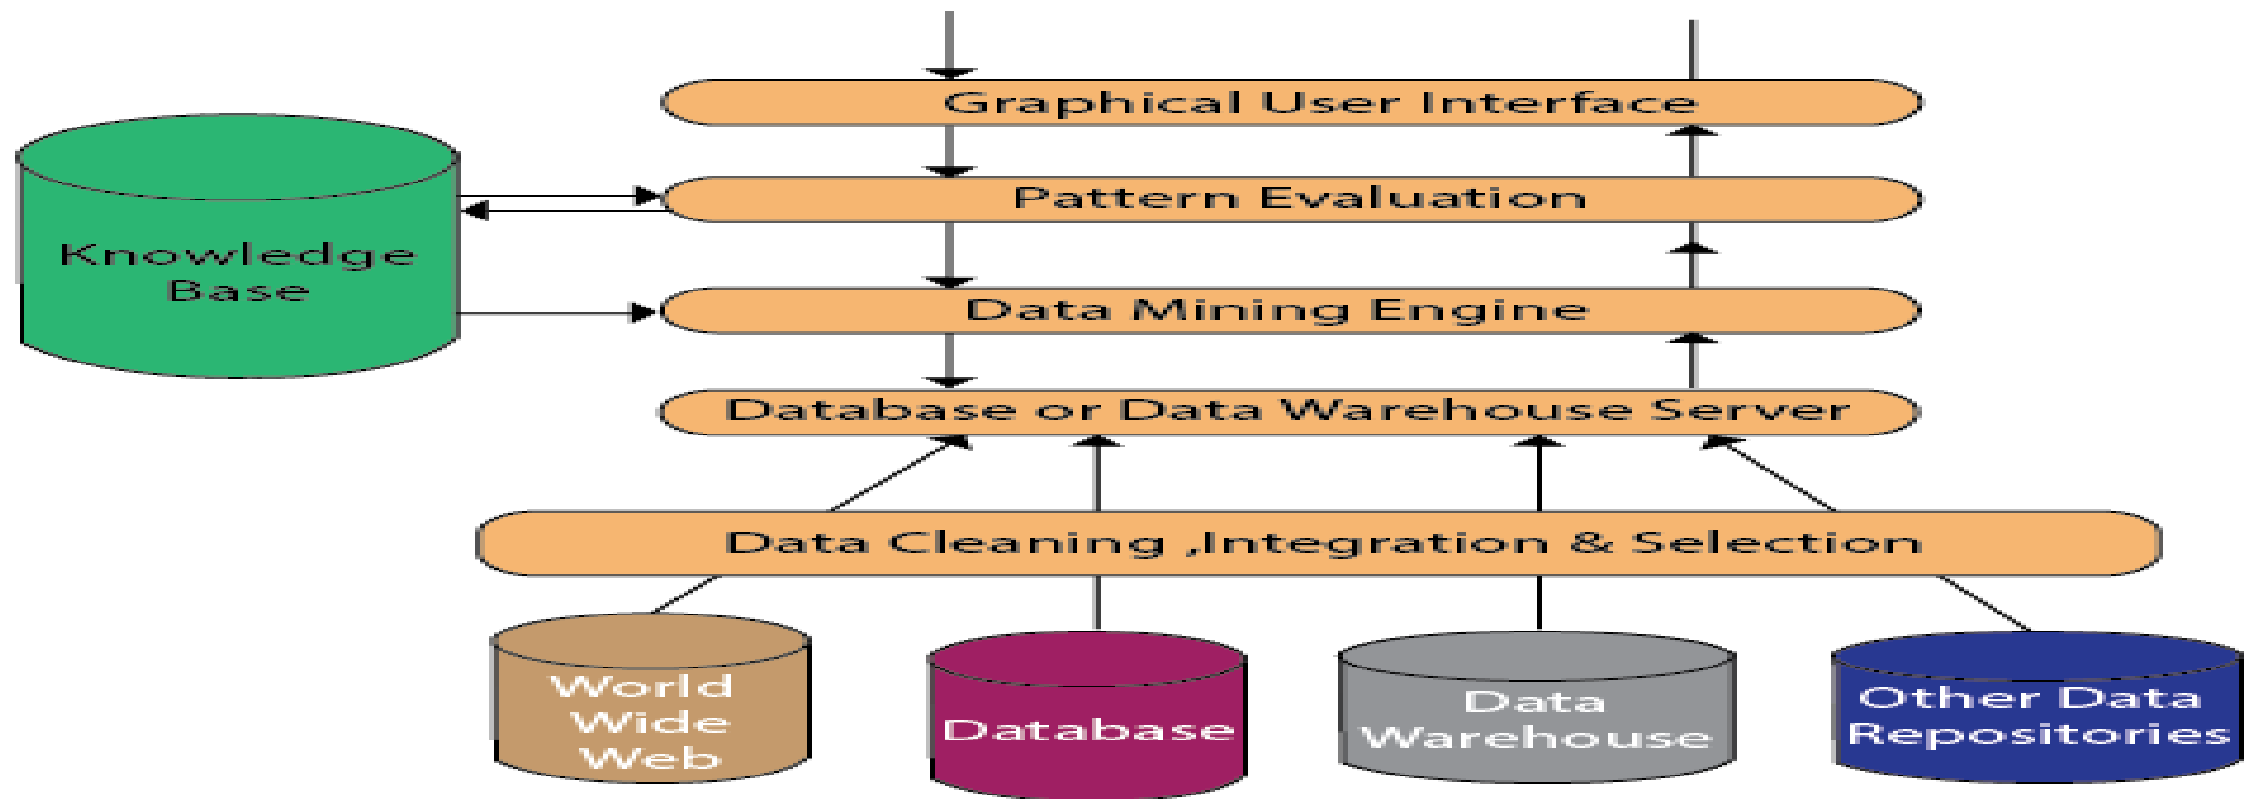 Graphical User Interface
Pattern Evaluation
Knowledge
Base
Data Mining Engine
Database or Data Warehouse Server
Data Cleaning ,Integration & Selection
World
Wide
Web
Database
Data
Warehouse
Other Data
Repositories